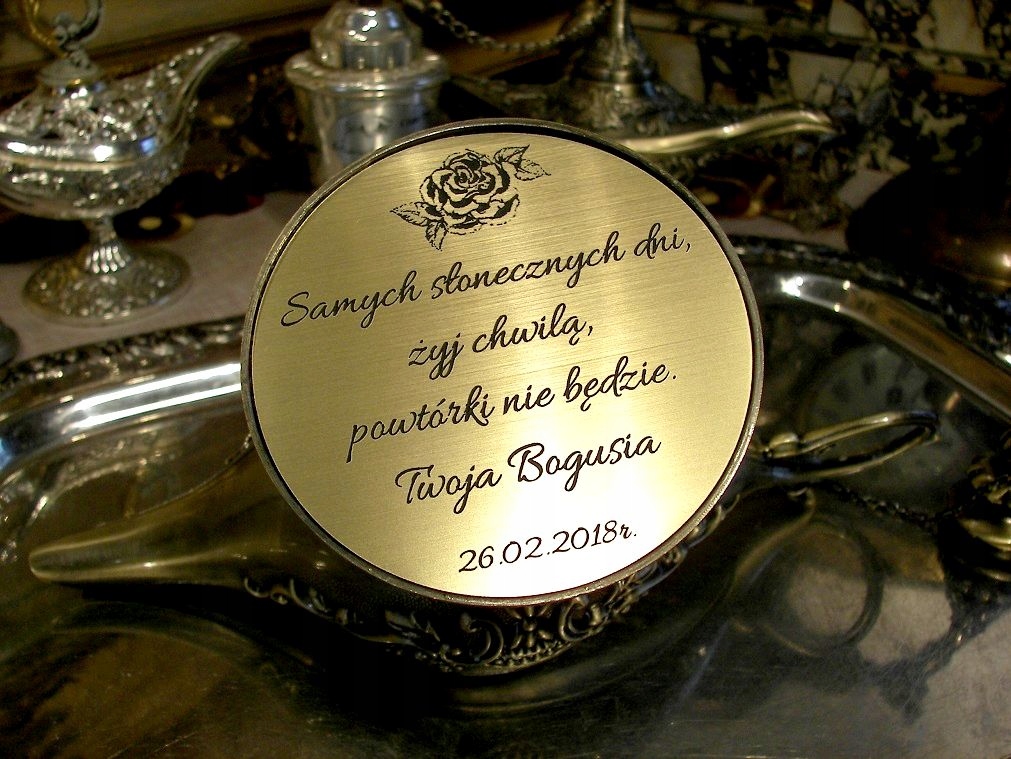 Samych słonecznych dni,
żyj chwilą,
powtórki nie będzie.
Twoja Bogusia
26.02.2018r.